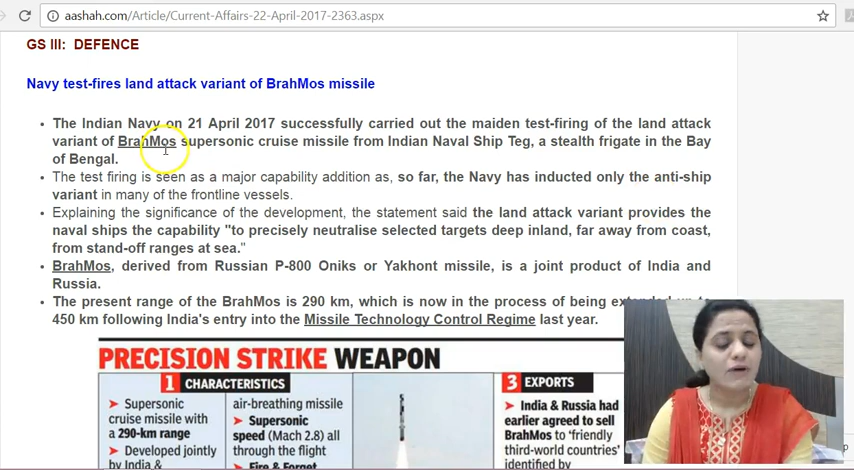 aashah.com/Article/Current-Affairs-22-April-2017-2363.aspx
GS III: DEFENCE
Navy test-fires land attack variant of BrahMos missile
• The Indian Navy on 21 April 2017 successfully carried out the maiden test-firing of the land attack
variant of BrahMos supersonic cruise missile from Indian Naval Ship Teg, a stealth frigate in the Bay
of Bengal.
• The test firing is seen as a major capability addition as, so far, the Navy has inducted only the anti-ship
variant in many of the frontline vessels.
• Explaining the significance of the development, the statement said the land attack variant provides the
naval ships the capability "to precisely neutralise selected targets deep inland, far away from coast,
from stand-off ranges at sea."
• BrahMos, derived from Russian P-800 Oniks or Yakhont missile, is a joint product of India and
Russia.
• The present range of the BrahMos is 290 km, which is now in the process of being
450 km following India's entry into the Missile Technology Control Regime last year.
PRECISION STRIKE WEAPON
1 CHARACTERISTICS
➤ Supersonic
cruise missile with
a 290-km range
➤ Developed jointly
by India &
air-breathing missile
➤ Supersonic
speed (Mach 2.8) all
through the flight
➤ Fire & Forget
3 EXPORTS
➤ India & Russia had
earlier agreed to sell
BrahMos to 'friendly
third-world countries'
identified by